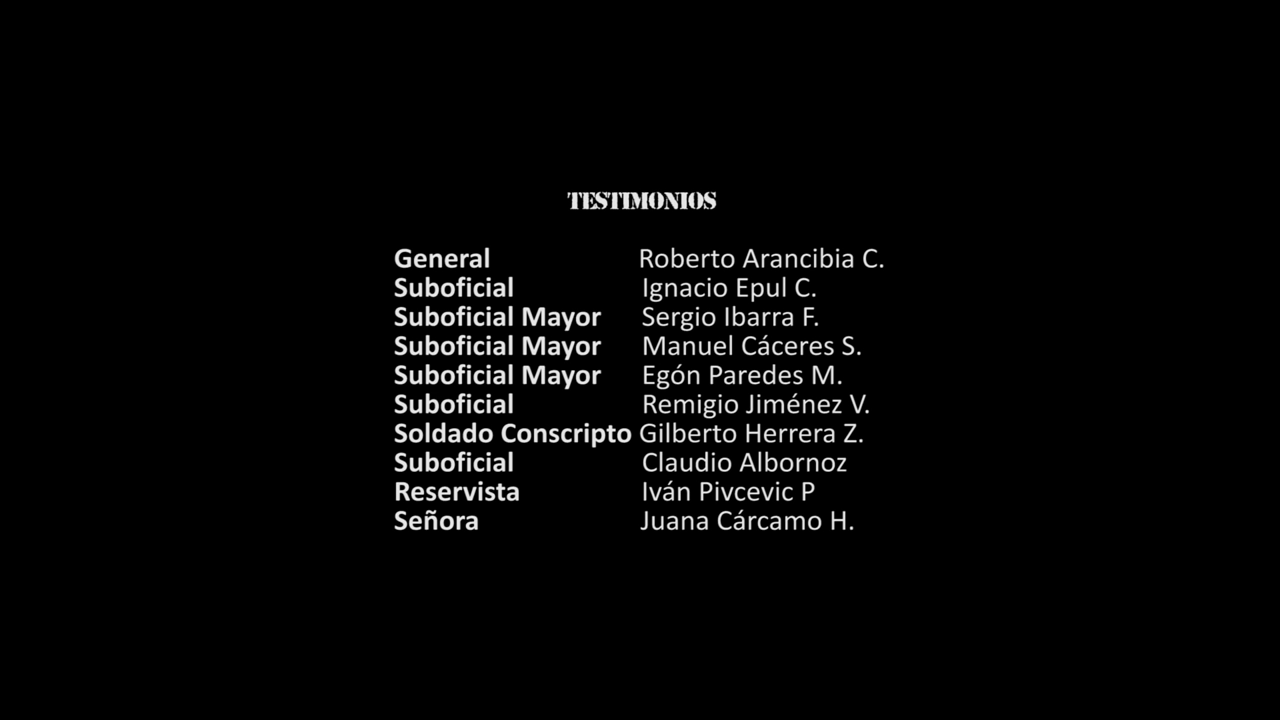 TESTIMONIOS
General Roberto Arancibia C.
Suboficial Ignacio Epul C.
Suboficial Mayor Sergio Ibarra F.
Suboficial Mayor Manuel Cáceres S.
Suboficial Mayor Egón Paredes M.
Suboficial Remigio Jiménez V.
Soldado Conscripto Gilberto Herrera Z.
Suboficial Claudio Albornoz
Reservista Iván Pivcevic P
Señora Juana Cárcamo H.